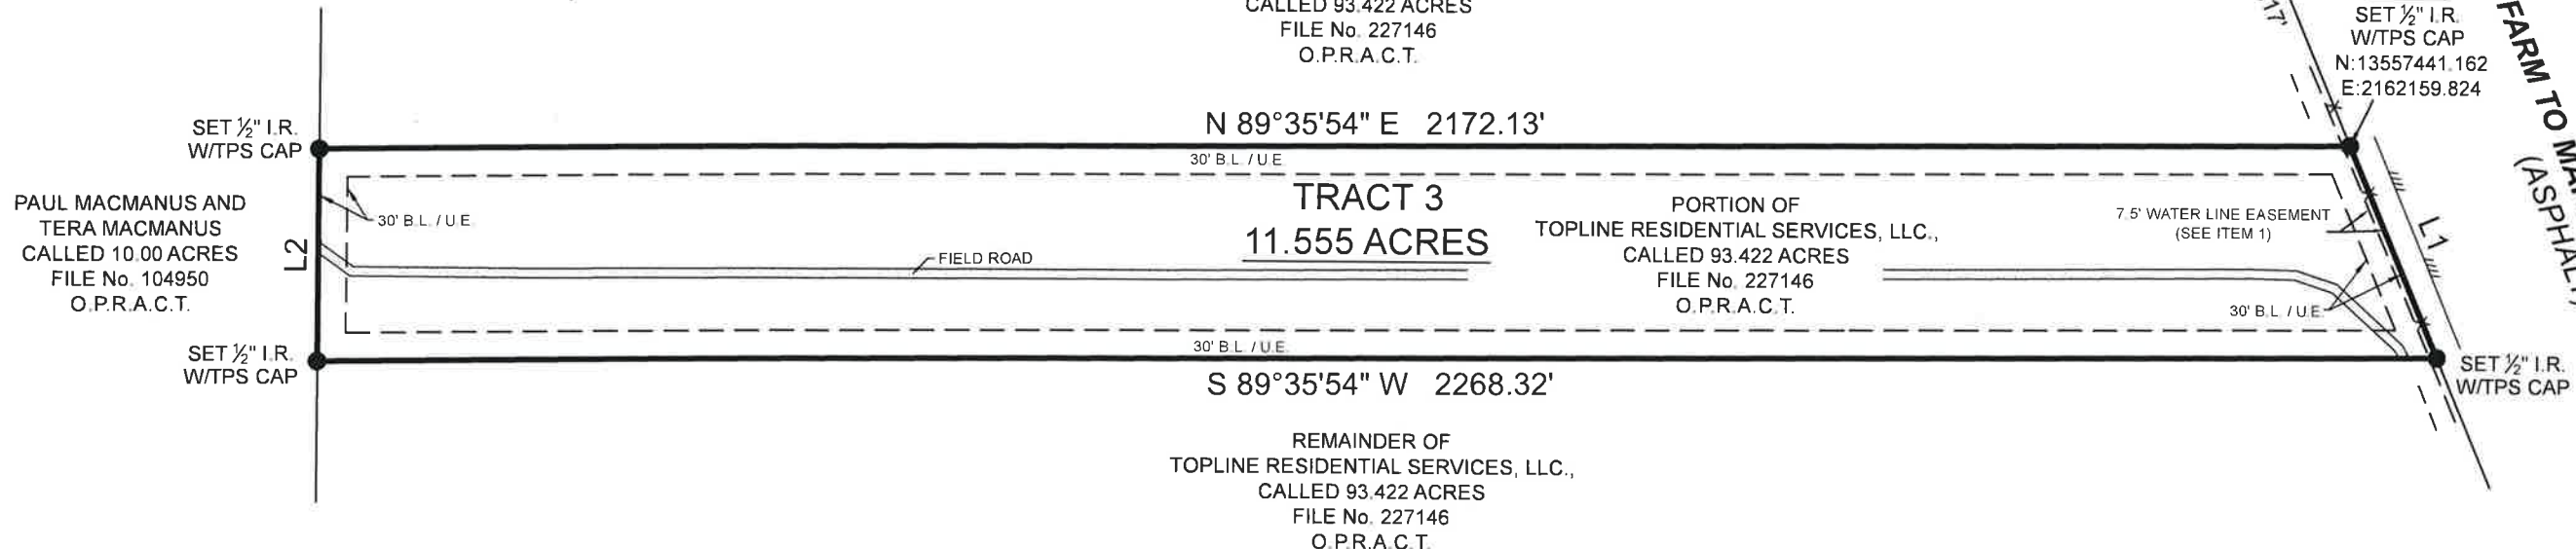 CALLED 93.422 ACRES
FILE No. 227146
O.P.R.A.C.T.
17'
SET ½" I.R.
W/TPS CAP
N:13557441.162
E:2162159.824
FARM TO
(ASPHALT)
SET ½" I.R.
W/TPS CAP
N 89°35'54" E 2172.13'
30' B.L. / U.E.
PAUL MACMANUS AND
TERA MACMANUS
CALLED 10.00 ACRES
FILE No. 104950
O.P.R.A.C.T.
L2
30' B.L. / U.E.
FIELD ROAD
TRACT 3
11.555 ACRES
PORTION OF
TOPLINE RESIDENTIAL SERVICES, LLC.,
CALLED 93.422 ACRES
FILE No. 227146
O.P.R.A.C.T.
7.5' WATER LINE EASEMENT
(SEE ITEM 1)
L1
30' B.L. / U.E.
30' B.L. / U.E.
SET ½" I.R.
W/TPS CAP
S 89°35'54" W 2268.32'
SET ½" I.R.
W/TPS CAP
REMAINDER OF
TOPLINE RESIDENTIAL SERVICES, LLC.,
CALLED 93.422 ACRES
FILE No. 227146
O.P.R.A.C.T.